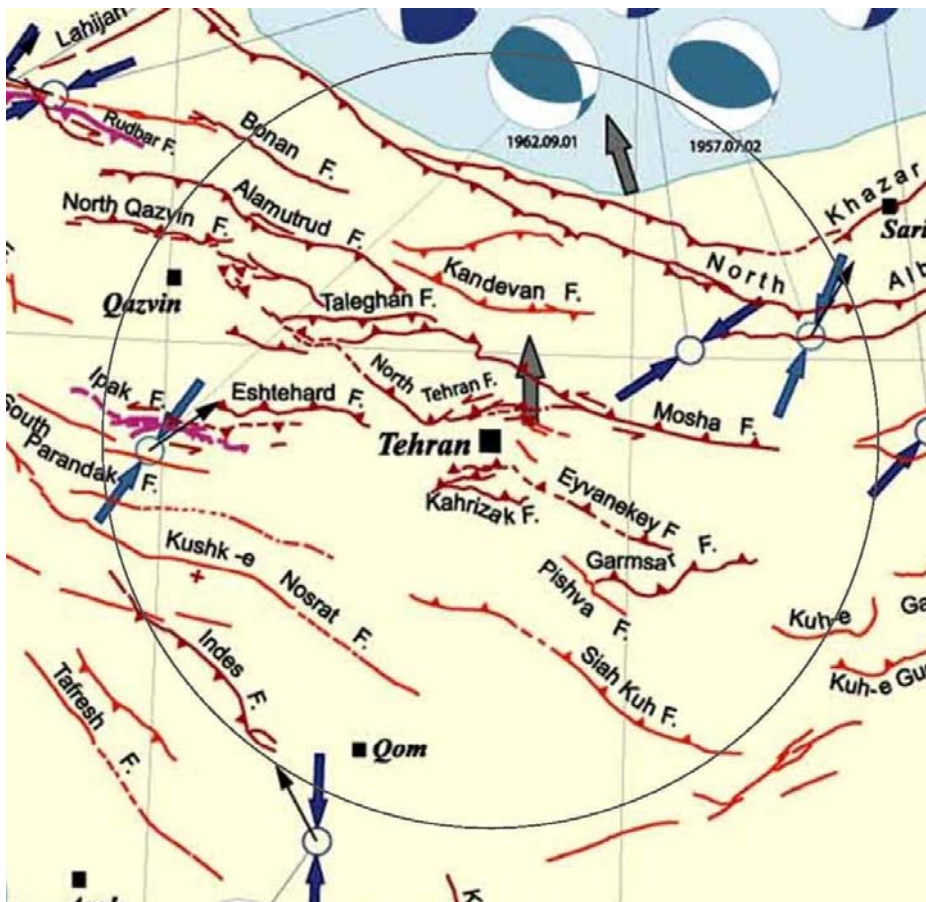 Lahijan
Rudbar F.
Bonan F.
1962.09.01
1957.07.02
Khazar
Sari
North Qazvin F.
Alamutrud F.
Kandevan F.
North Alb
Qazvin
Taleghan F.
Ipak F.
Eshtehard F.
North Tehran F.
Mosha F.
South
Parandak F.
Tehran
Kahrizak F.
Eyvanekey F F.
Garmsar
Pishva F.
Kushk-e Nosrat F.
Kuh-e
Ga
Indes F.
Siah Kuh F.
Kuh-e Gu
Tafresh F.
Qom
K